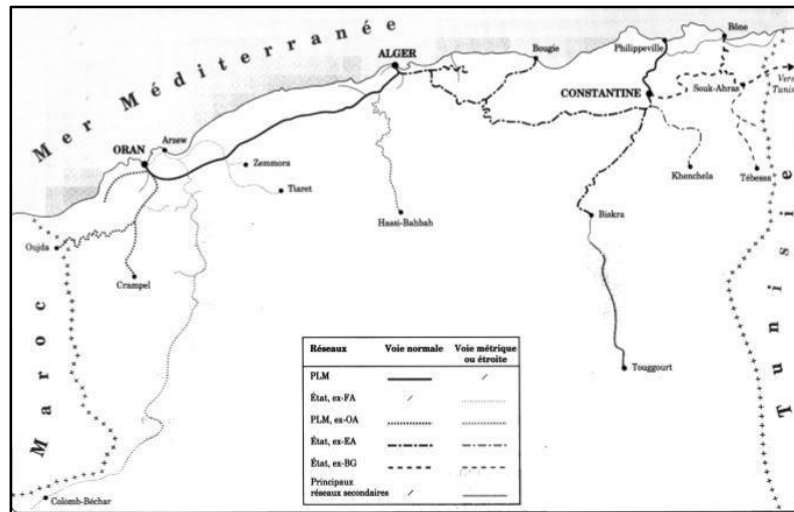 Mer Méditerranée
ALGER
Bougie
Philippeville
Bône
CONSTANTINE
Souk-Ahras
Vers
Tunis
ORAN
Arzew
Zemmora
Tiaret
Khenchela
Tébessa
Hassi-Bahbah
Biskra
Oujda
Crampel
Touggourt
Colomb-Béchar
Maroc
Tunisie
Réseaux
Voie normale
Voie métrique
ou étroite
PLM
État, ex-FA
PLM, ex-OA
État, ex-EA
État, ex-BG
Principaux
réseaux secondaires